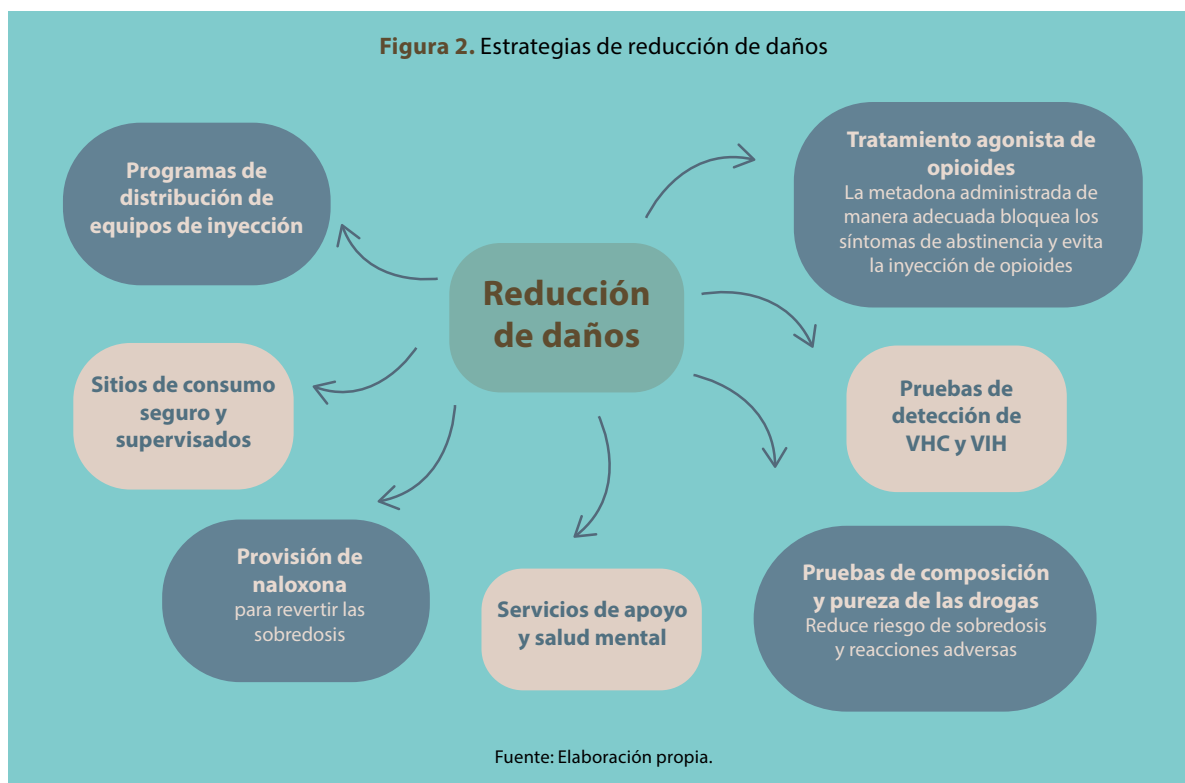 Figura 2. Estrategias de reducción de daños
Programas de
distribución de
equipos de inyección
Tratamiento agonista de
opioides
La metadona administrada de
manera adecuada bloquea los
síntomas de abstinencia y evita
la inyección de opioides
Reducción
de daños
Sitios de consumo
seguro y
supervisados
Pruebas de
detección de
VHC y VIH
Provisión de
naloxona
para revertir las
sobredosis
Servicios de apoyo
y salud mental
Pruebas de composición
y pureza de las drogas
Reduce riesgo de sobredosis
y reacciones adversas
Fuente: Elaboración propia.